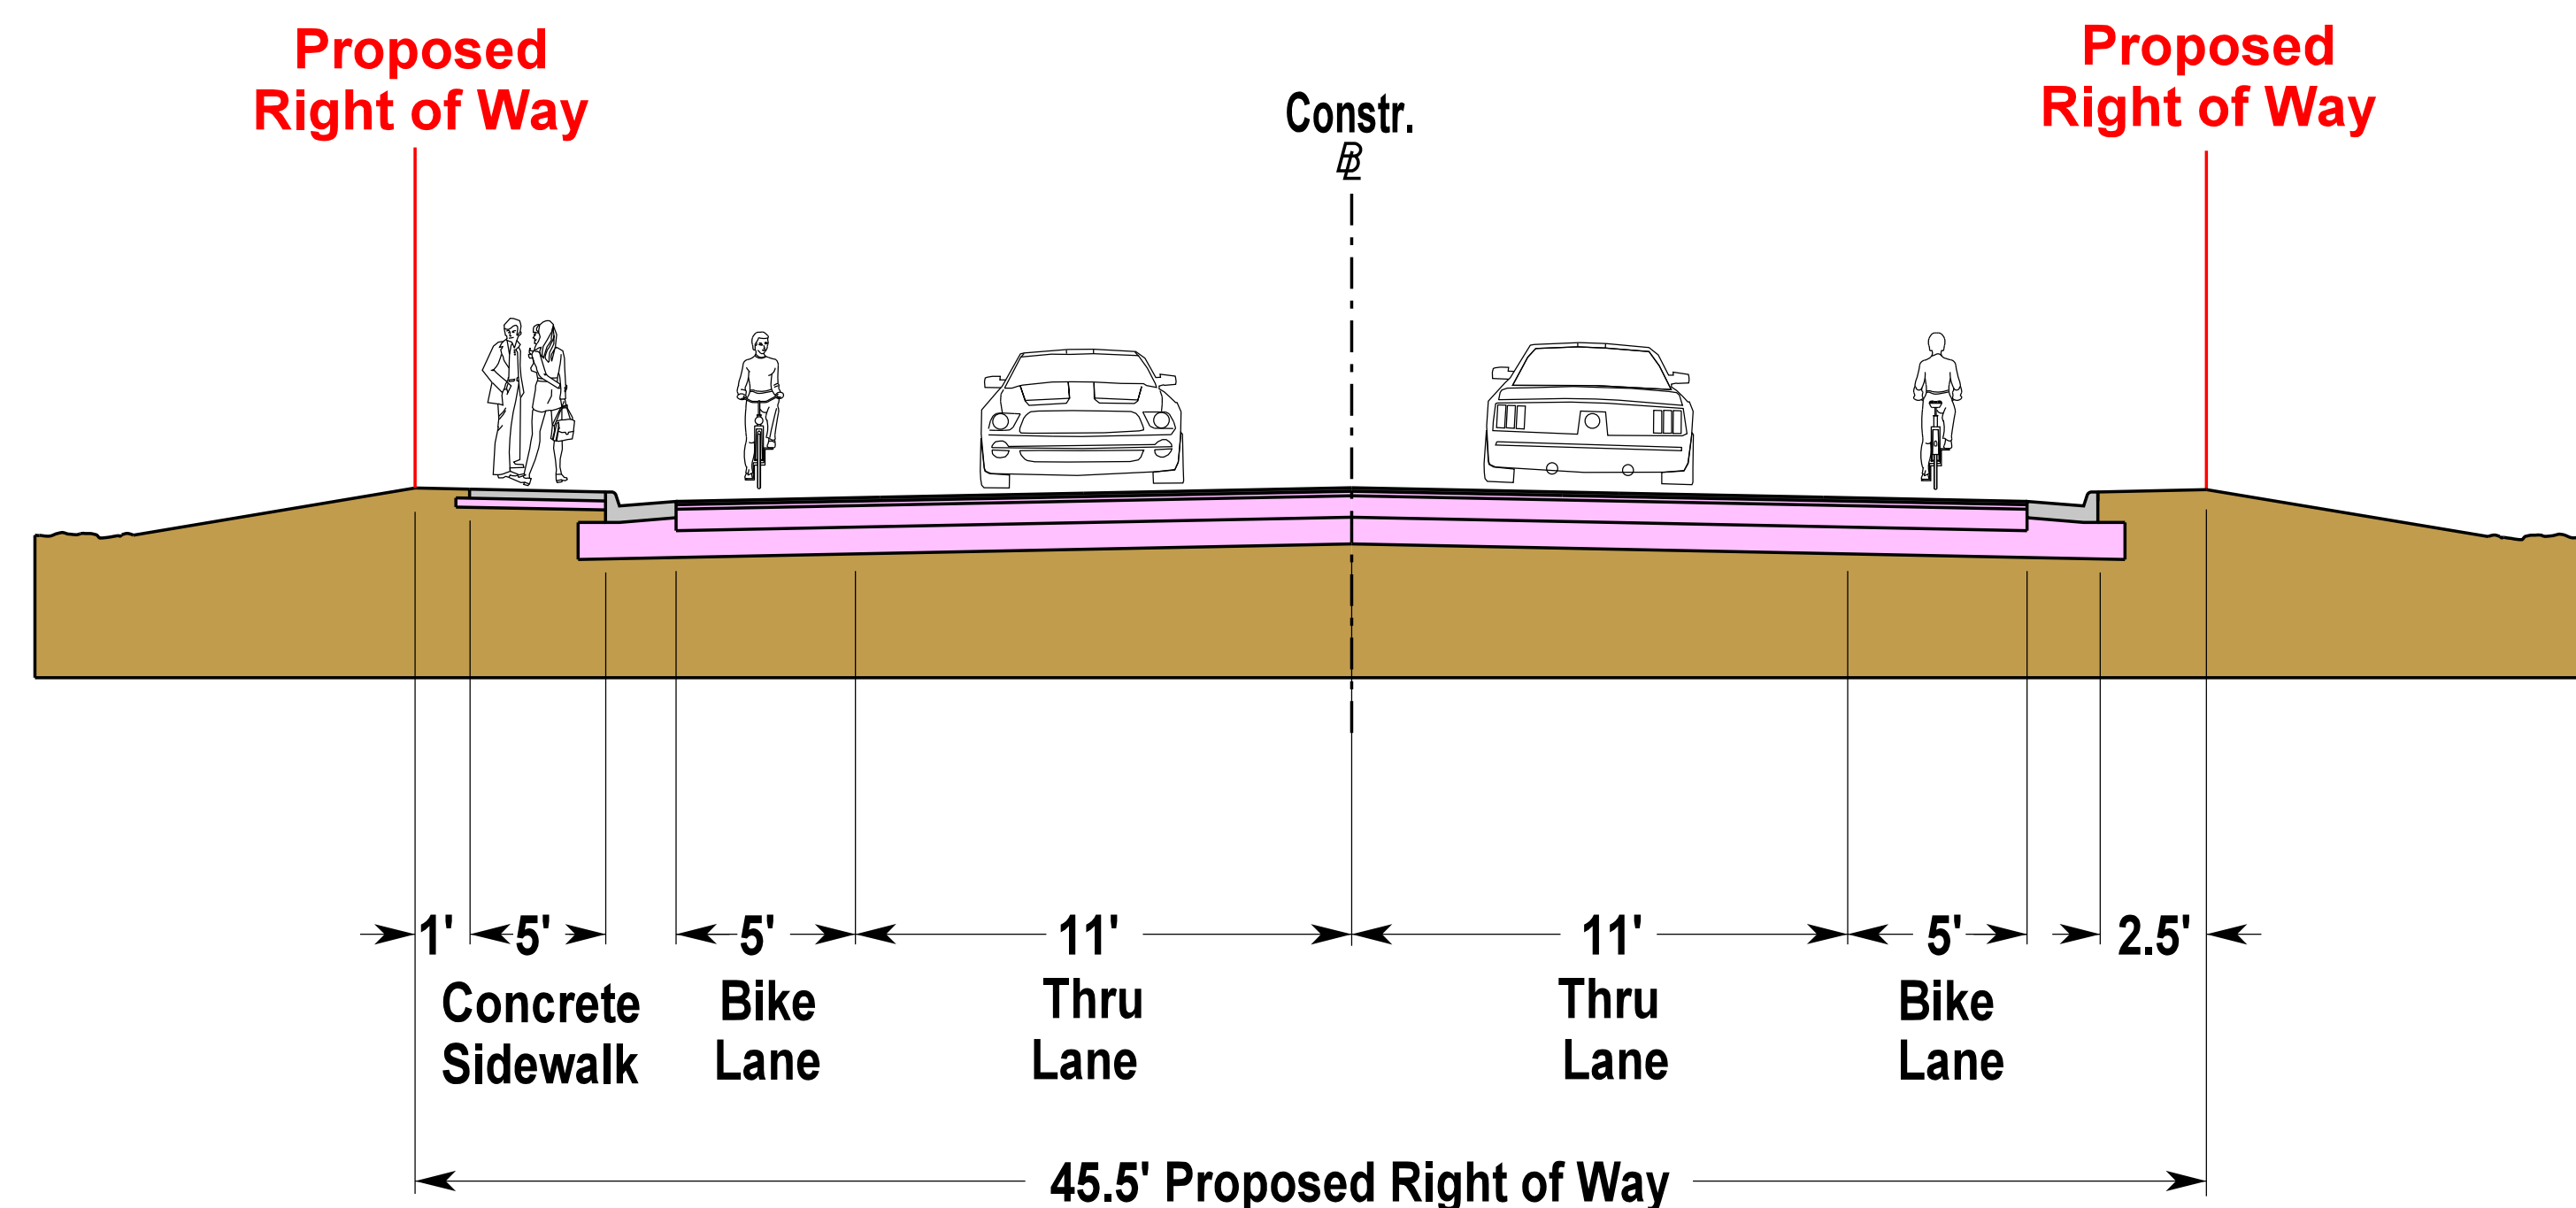 Proposed
Right of Way
Proposed
Right of Way
Constr.
BL
1' 5' 5' 11' 11' 5' 2.5'
Concrete
Sidewalk
Bike
Lane
Thru
Lane
Thru
Lane
Bike
Lane
45.5' Proposed Right of Way